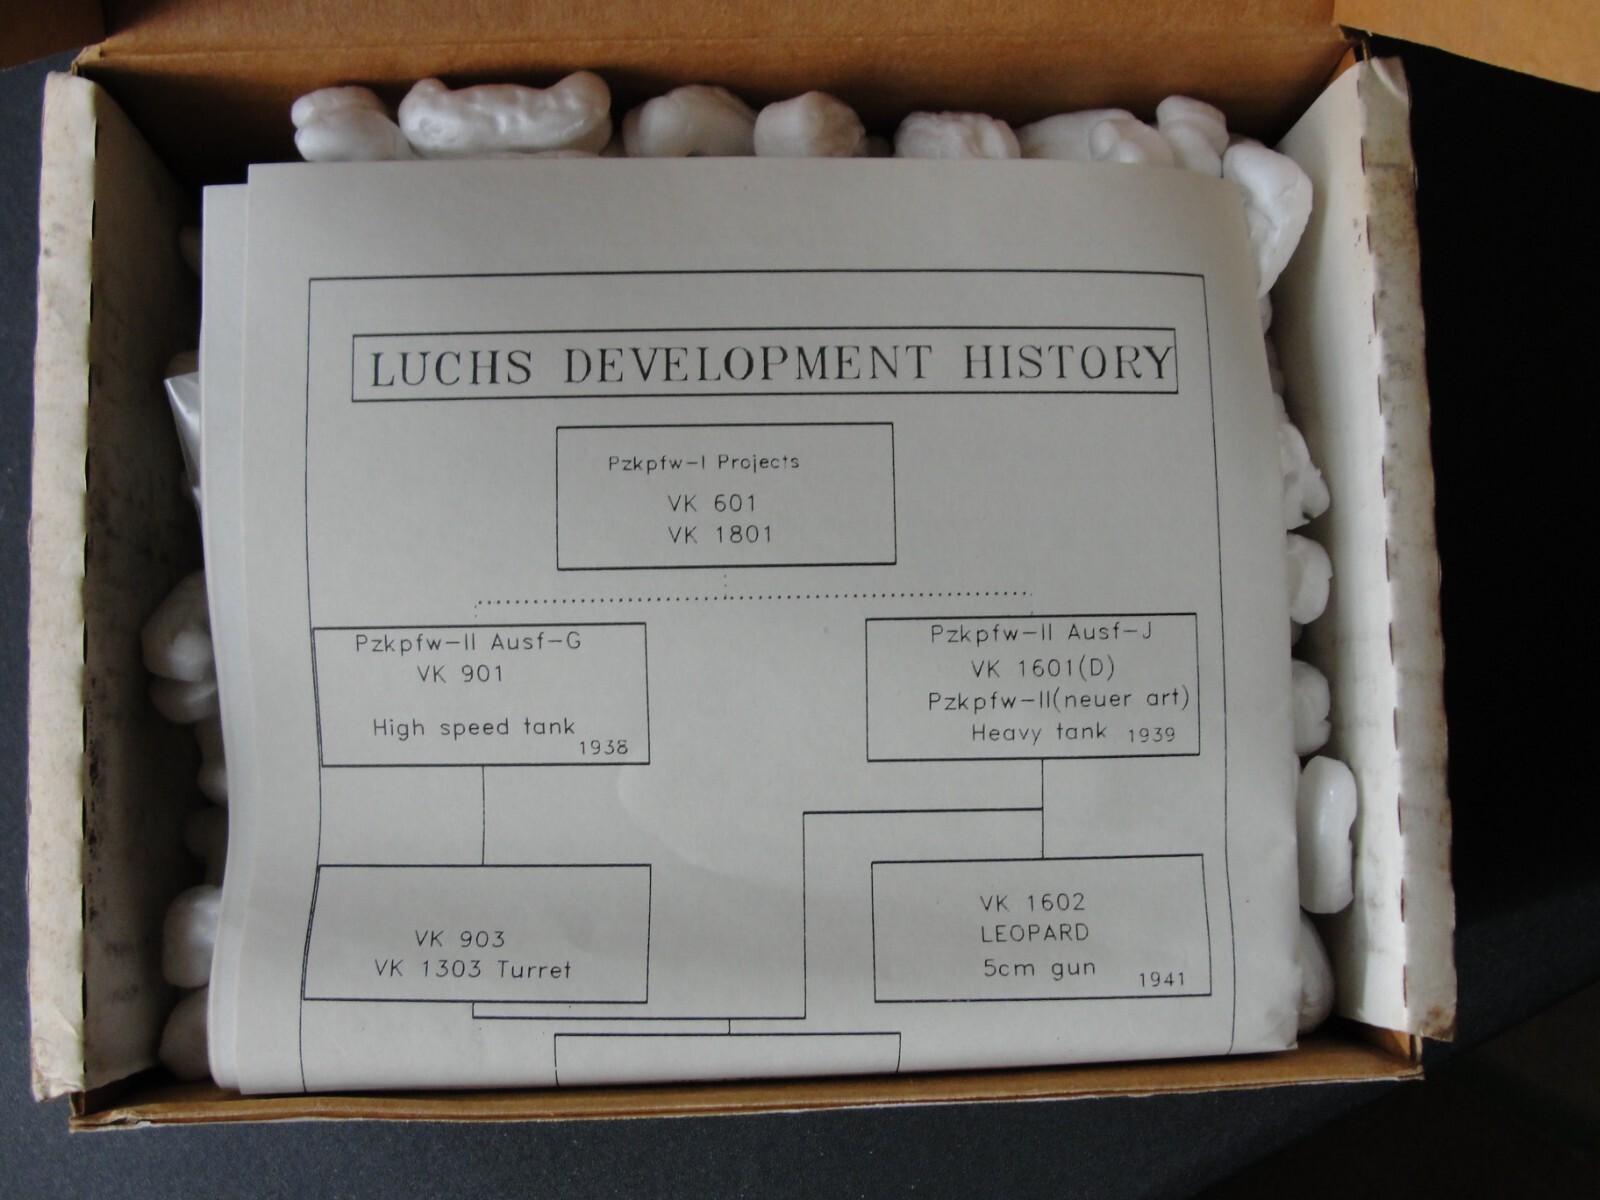 LUCHS DEVELOPMENT HISTORY
Pzkpfw-I Projects
VK 601
VK 1801
Pzkpfw-II Ausf-G
VK 901
High speed tank
1938
Pzkpfw-II Ausf-J
VK 1601(D)
Pzkpfw-II(neuer art)
Heavy tank 1939
VK 903
VK 1303 Turret
VK 1602
LEOPARD
5cm gun
1941